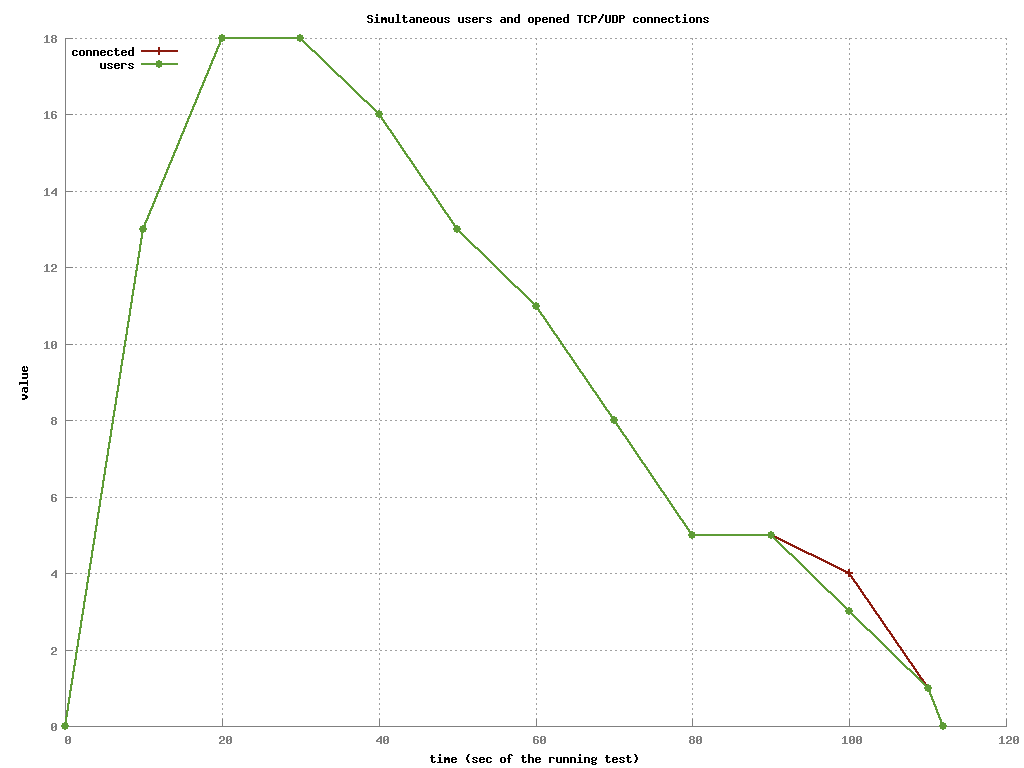 Simultaneous users and opened TCP/UDP connections
connected
users
18
16
14
12
10
8
6
4
2
0
value
0 20 40 60 80 100 120
time (sec of the running test)